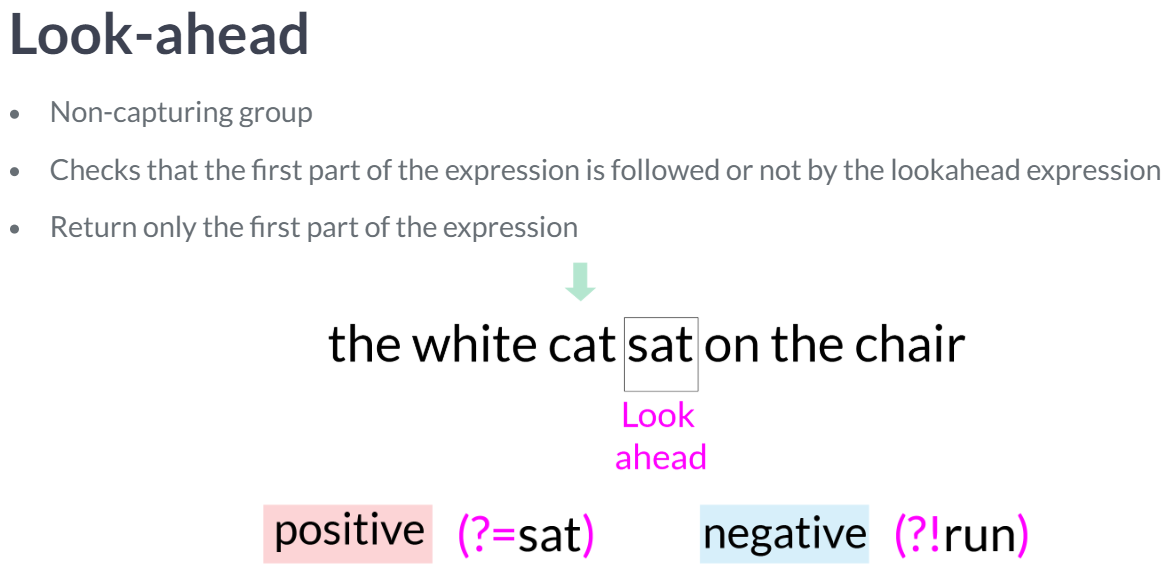 Look-ahead
• Non-capturing group
• Checks that the first part of the expression is followed or not by the lookahead expression
• Return only the first part of the expression
the white cat sat on the chair
Look
ahead
positive (?=sat) negative (?!run)